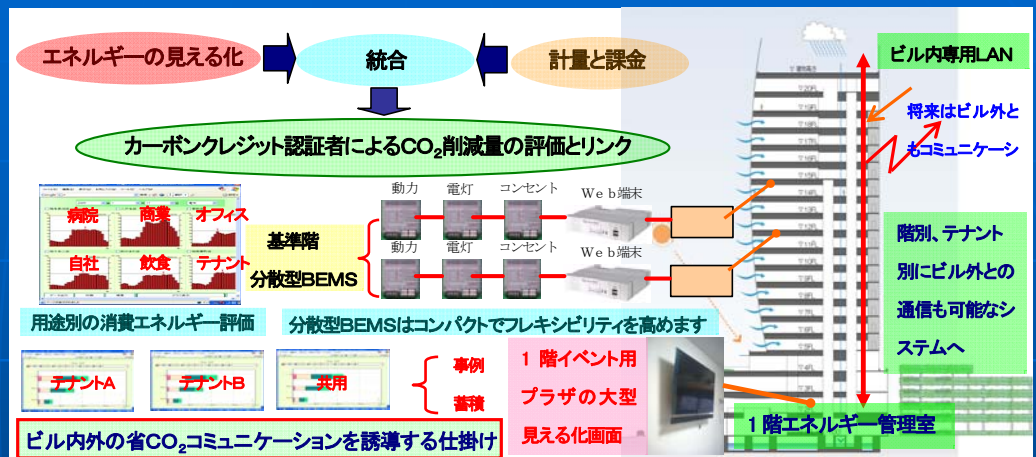 エネルギーの見える化
統合
計量と課金
カーボンクレジット認証者によるCO₂削減量の評価とリンク
病院
商業
オフィス
自社
飲食
テナント
基準階
分散型BEMS
動力
電灯
コンセント
Web端末
動力
電灯
コンセント
Web端末
用途別の消費エネルギー評価
分散型BEMSはコンパクトでフレキシビリティを高めます
テナントA
テナントB
共用
事例
蓄積
1 階イベント用
プラザの大型
見える化画面
ビル内外の省CO₂コミュニケーションを誘導する仕掛け
ビル内専用LAN
将来はビル外と
もコミュニケーシ
階別、テナント
別にビル外との
通信も可能なシ
ステムへ
1階エネルギー管理室